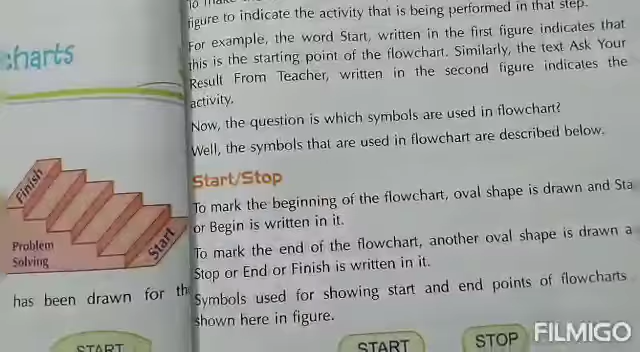 charts
Finish
Start
Problem
Solving
has been drawn for
START
figure to indicate the activity that is being performed in that step.
For example, the word Start, written in the first figure indicates that
this is the starting point of the flowchart. Similarly, the text Ask Your
Result From Teacher, written in the second figure indicates the
activity.
Now, the question is which symbols are used in flowchart?
Well, the symbols that are used in flowchart are described below.
Start/Stop
To mark the beginning of the flowchart, oval shape is drawn and
or Begin is written in it.
To mark the end of the flowchart, another oval shape is drawn a
Stop or End or Finish is written in it.
Symbols used for showing start and end points of flowcharts
shown here in figure.
START
STOP
FILMIGO